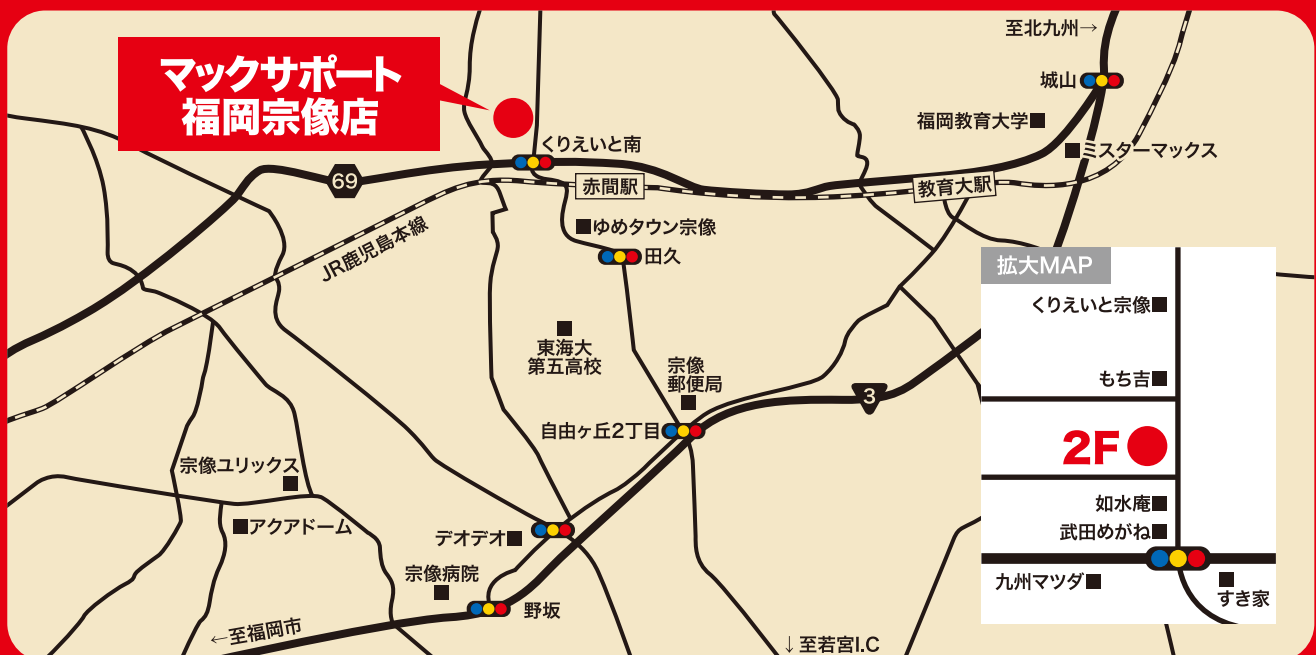 至北九州→
マックサポート
福岡宗像店
城山
福岡教育大学
くりえいと南
ミスターマックス
69
赤間駅
教育大駅
JR鹿児島本線
ゆめタウン宗像
田久
拡大MAP
くりえいと宗像
東海大
第五高校
宗像
郵便局
もち吉
3
自由ヶ丘2丁目
2F
宗像ユリックス
アクアドーム
如水庵
デオデオ
武田めがね
宗像病院
九州マツダ
すき家
野坂
←至福岡市
↓至若宮I.C